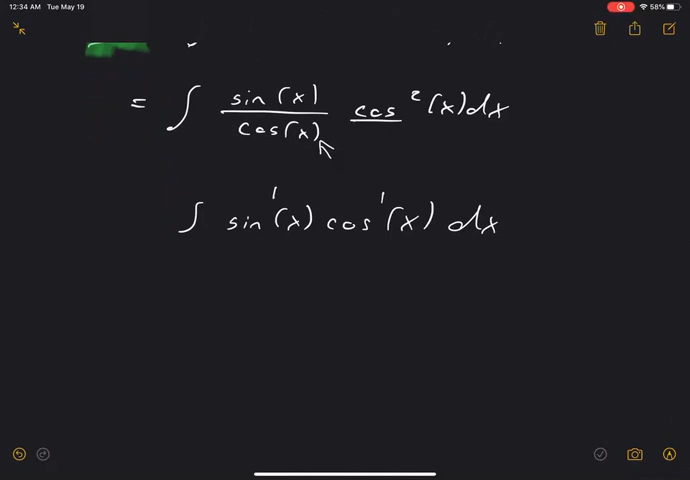 12:34 AM Tue May 19 58%
= ∫ sin(x)/cos(x) cos²(x)dx
∫ sin¹(x) cos¹(x) dx